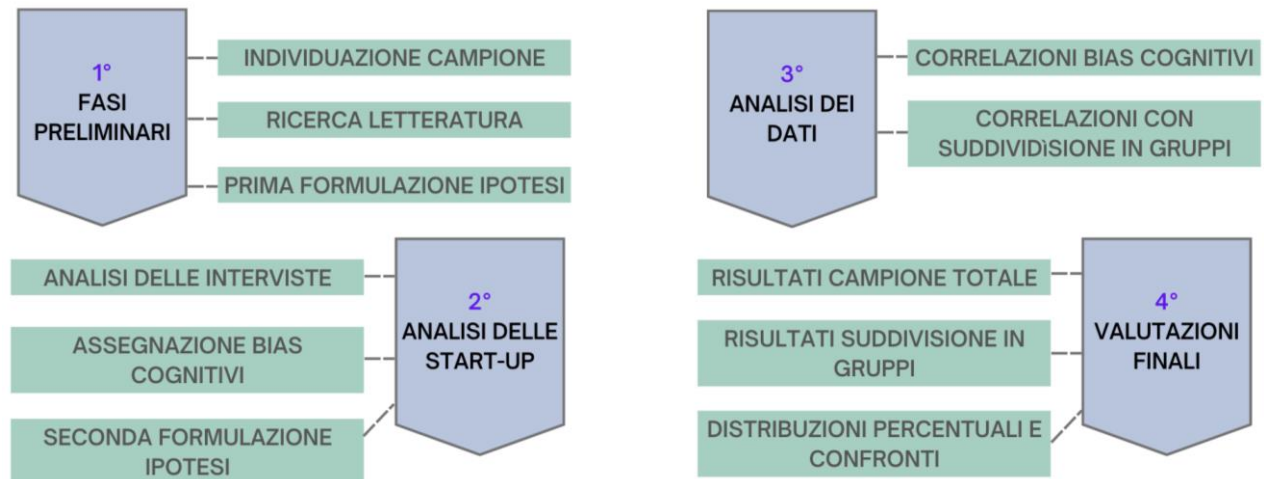 1°
FASI
PRELIMINARI
INDIVIDUAZIONE CAMPIONE
RICERCA LETTERATURA
PRIMA FORMULAZIONE IPOTESI
ANALISI DELLE INTERVISTE
ASSEGNAZIONE BIAS
COGNITIVI
SECONDA FORMULAZIONE
IPOTESI
2°
ANALISI DELLE
START-UP
3°
ANALISI DEI
DATI
CORRELAZIONI BIAS COGNITIVI
CORRELAZIONI CON
SUDDIVIDìSIONE IN GRUPPI
RISULTATI CAMPIONE TOTALE
RISULTATI SUDDIVISIONE IN
GRUPPI
DISTRIBUZIONI PERCENTUALI E
CONFRONTI
4°
VALUTAZIONI
FINALI